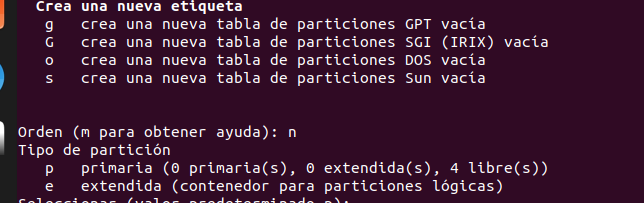 Crea una nueva etiqueta
g   crea una nueva tabla de particiones GPT vacía
G   crea una nueva tabla de particiones SGI (IRIX) vacía
o   crea una nueva tabla de particiones DOS vacía
s   crea una nueva tabla de particiones Sun vacía
Orden (m para obtener ayuda): n
Tipo de partición
p   primaria (0 primaria(s), 0 extendida(s), 4 libre(s))
e   extendida (contenedor para particiones lógicas)
Seleccionar (valor predeterminado p):